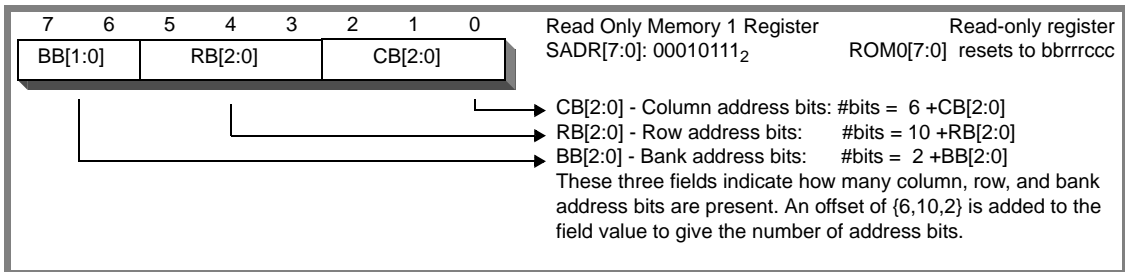 7 6 5 4 3 2 1 0
BB[1:0] RB[2:0] CB[2:0]
Read Only Memory 1 Register Read-only register
SADR[7:0]: 00010111₂ ROM0[7:0] resets to bbrrrccc
CB[2:0] - Column address bits: #bits = 6 +CB[2:0]
RB[2:0] - Row address bits: #bits = 10 +RB[2:0]
BB[2:0] - Bank address bits: #bits = 2 +BB[2:0]
These three fields indicate how many column, row, and bank
address bits are present. An offset of {6,10,2} is added to the
field value to give the number of address bits.